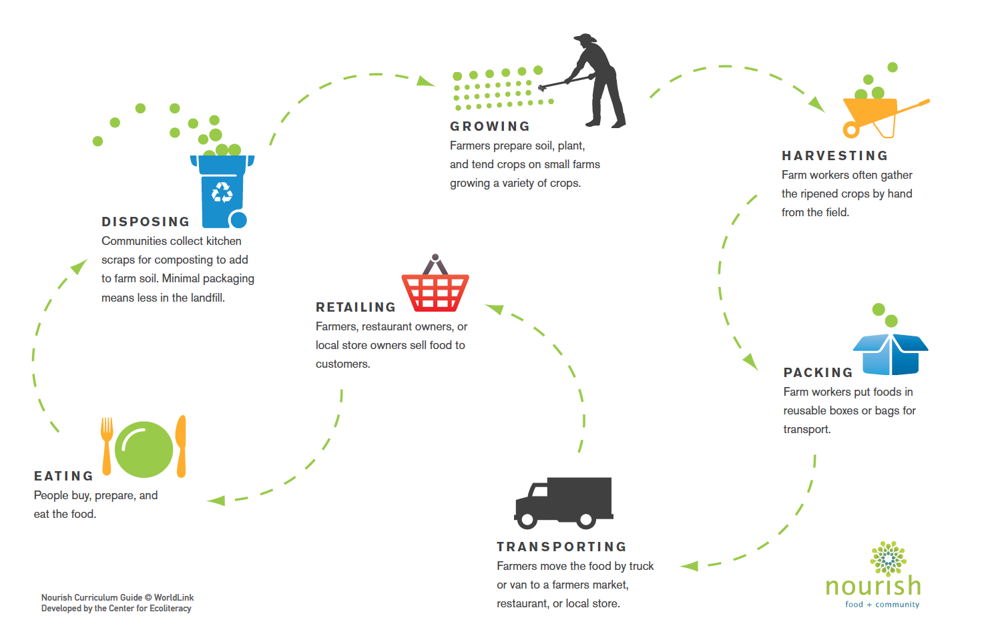 GROWING
Farmers prepare soil, plant,
and tend crops on small farms
growing a variety of crops.
HARVESTING
Farm workers often gather
the ripened crops by hand
from the field.
PACKING
Farm workers put foods in
reusable boxes or bags for
transport.
TRANSPORTING
Farmers move the food by truck
or van to a farmers market,
restaurant, or local store.
RETAILING
Farmers, restaurant owners, or
local store owners sell food to
customers.
EATING
People buy, prepare, and
eat the food.
DISPOSING
Communities collect kitchen
scraps for composting to add
to farm soil. Minimal packaging
means less in the landfill.
Nourish Curriculum Guide © WorldLink
Developed by the Center for Ecoliteracy
nourish
food + community